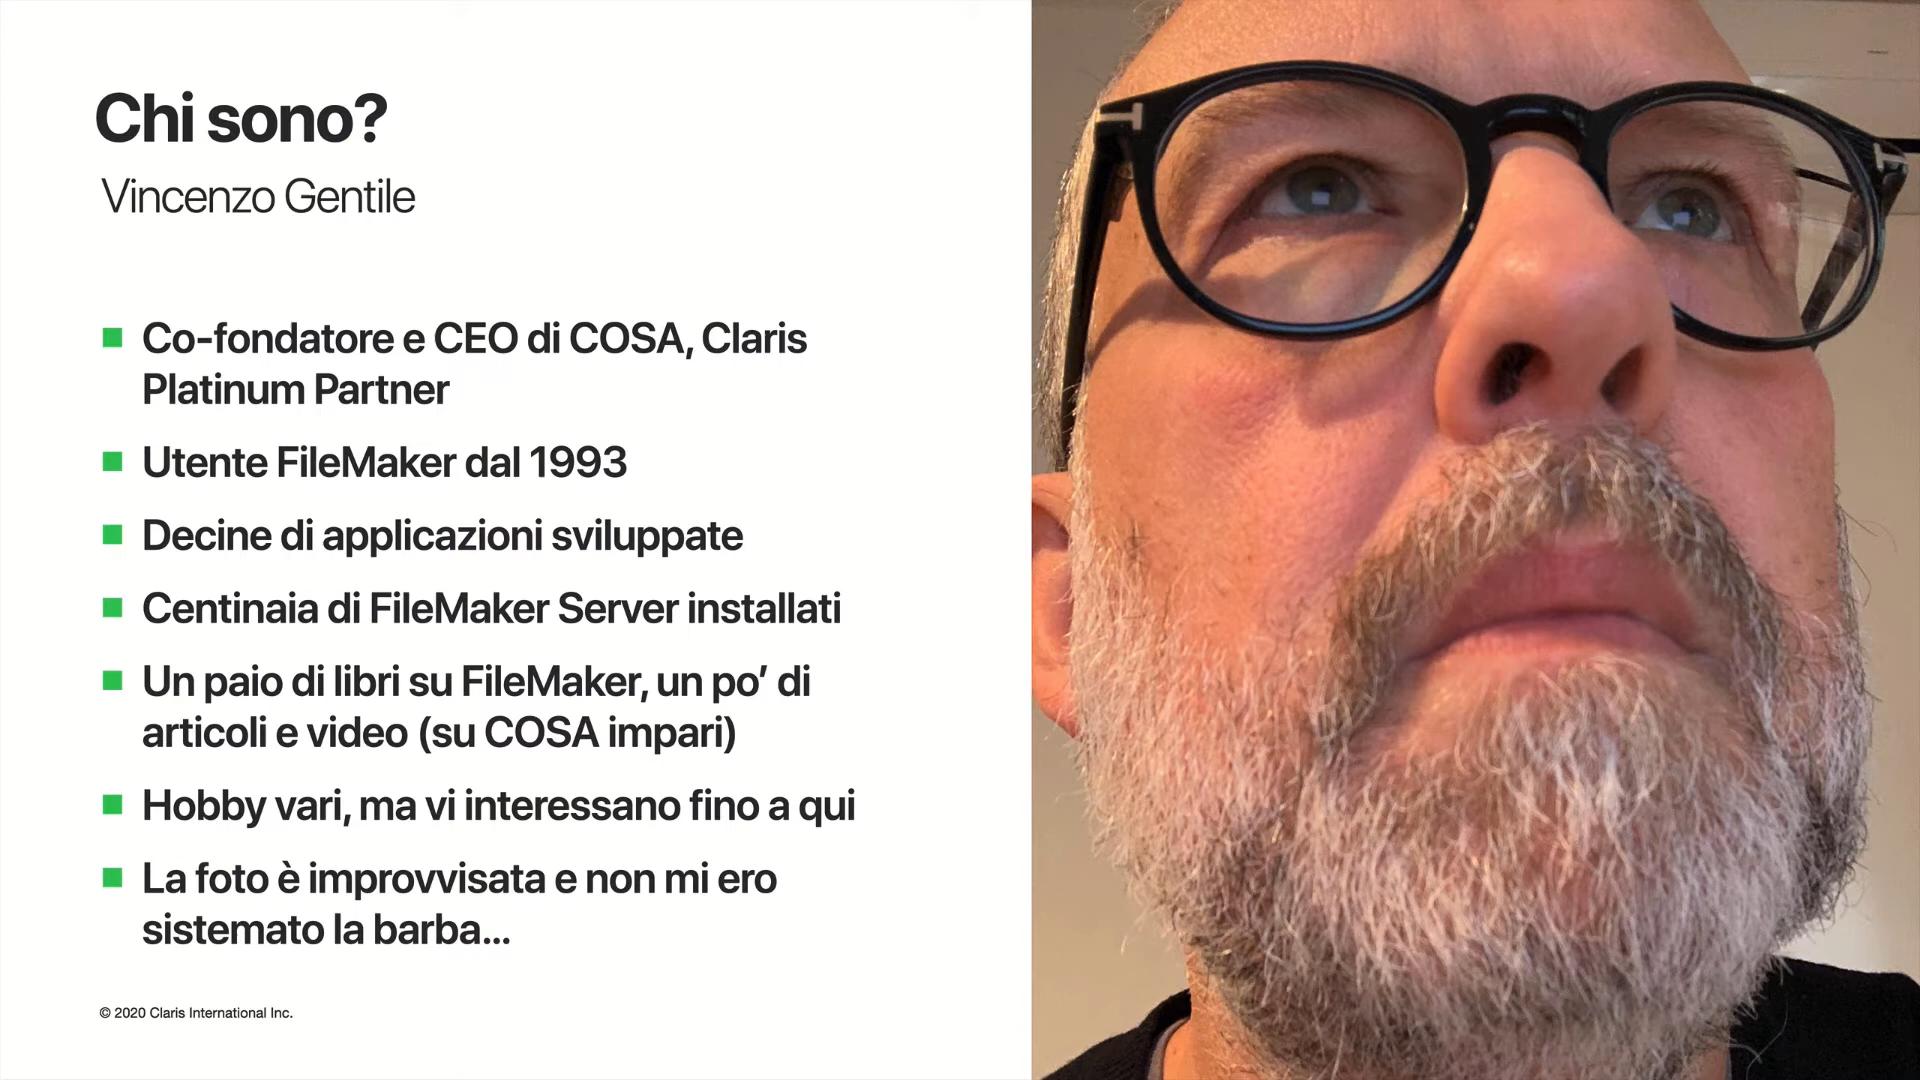 Chi sono?
Vincenzo Gentile
Co-fondatore e CEO di COSA, Claris
Platinum Partner
Utente FileMaker dal 1993
Decine di applicazioni sviluppate
Centinaia di FileMaker Server installati
Un paio di libri su FileMaker, un po’ di
articoli e video (su COSA impari)
Hobby vari, ma vi interessano fino a qui
La foto è improvvisata e non mi ero
sistemato la barba...
© 2020 Claris International Inc.